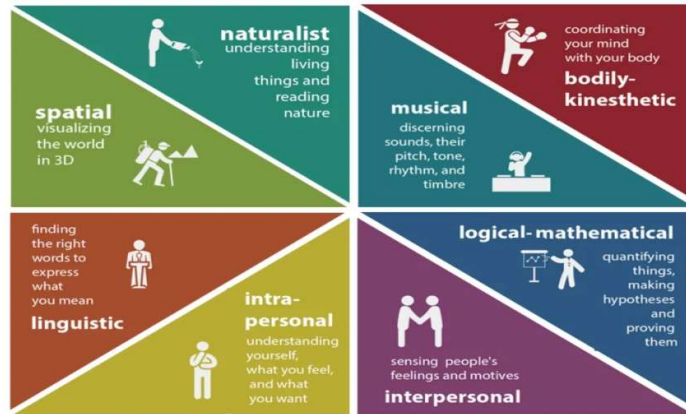 naturalist
understanding
living
things and
reading
nature
spatial
visualizing
the world
in 3D
coordinating
your mind
with your body
bodily-
kinesthetic
musical
discerning
sounds, their
pitch, tone,
rhythm, and
timbre
finding
the right
words to
express
what
you mean
linguistic
intra-
personal
understanding
yourself,
what you feel,
and what
you want
logical-mathematical
quantifying
things,
making
hypotheses
and
proving
them
sensing people's
feelings and motives
interpersonal